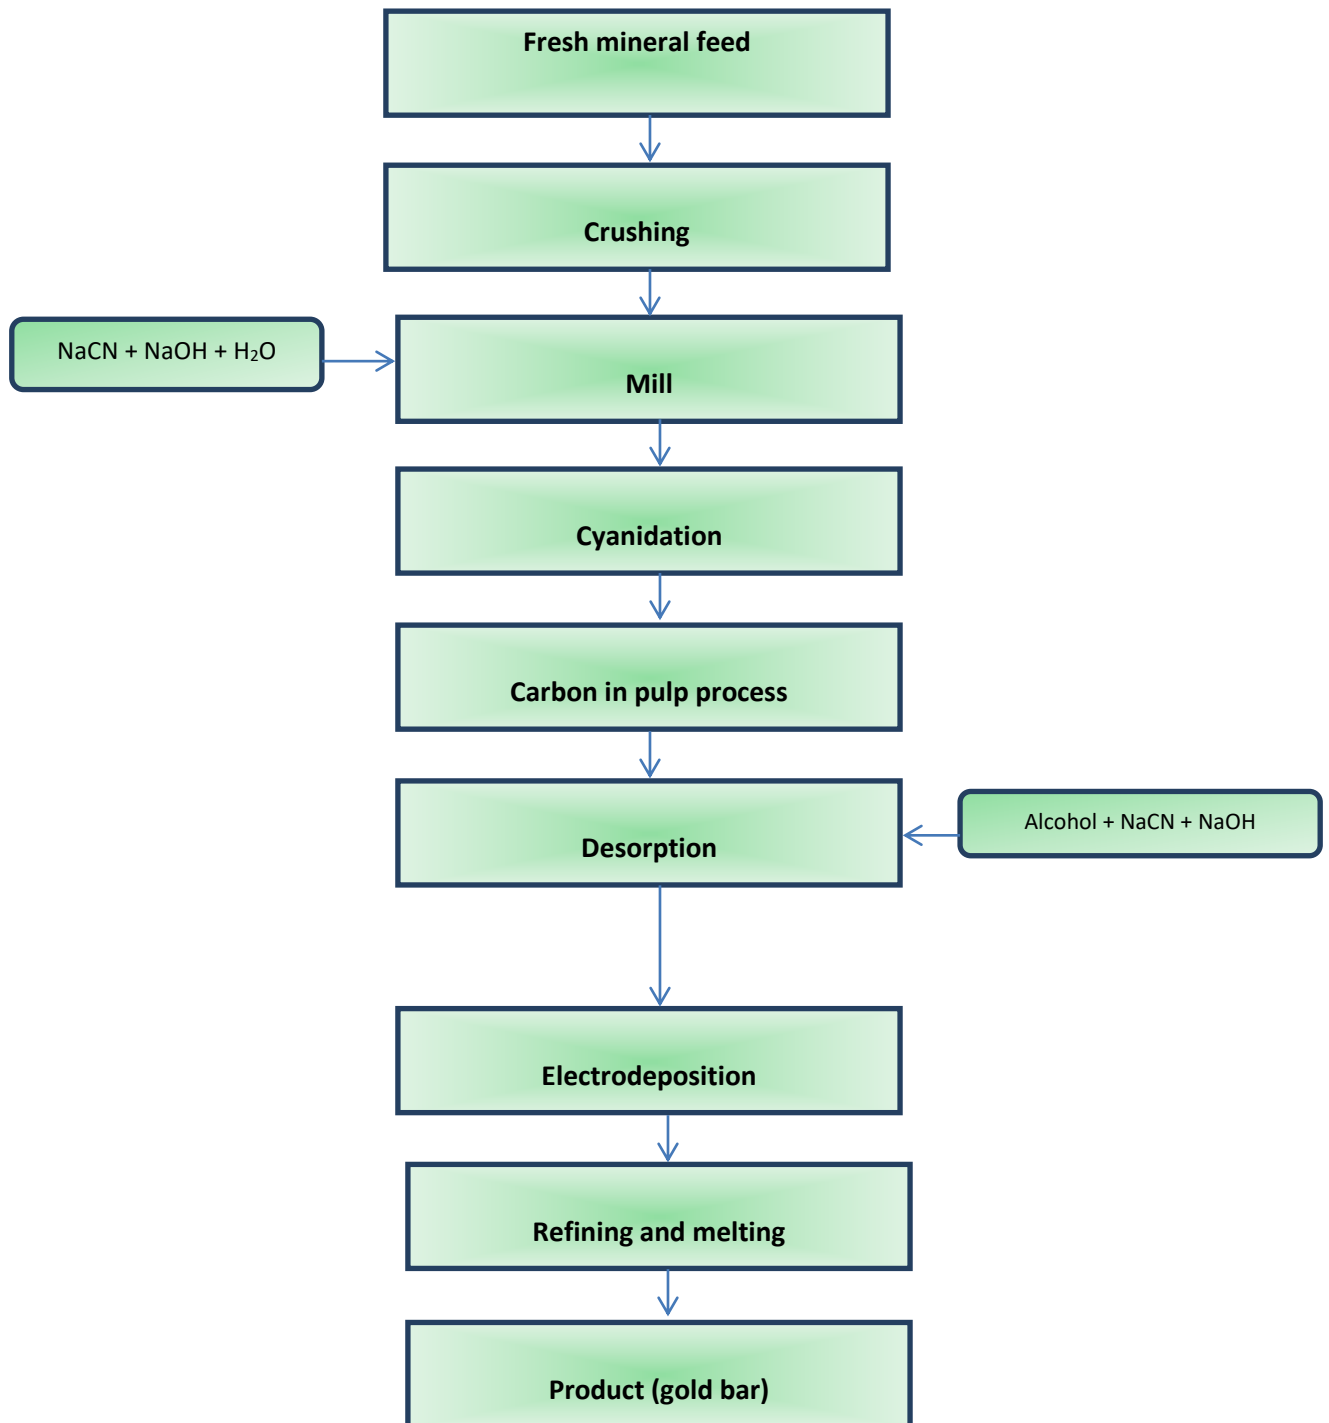 Fresh mineral feed
Crushing
NaCN + NaOH + H₂O
Mill
Cyanidation
Carbon in pulp process
Desorption
Alcohol + NaCN + NaOH
Electrodeposition
Refining and melting
Product (gold bar)